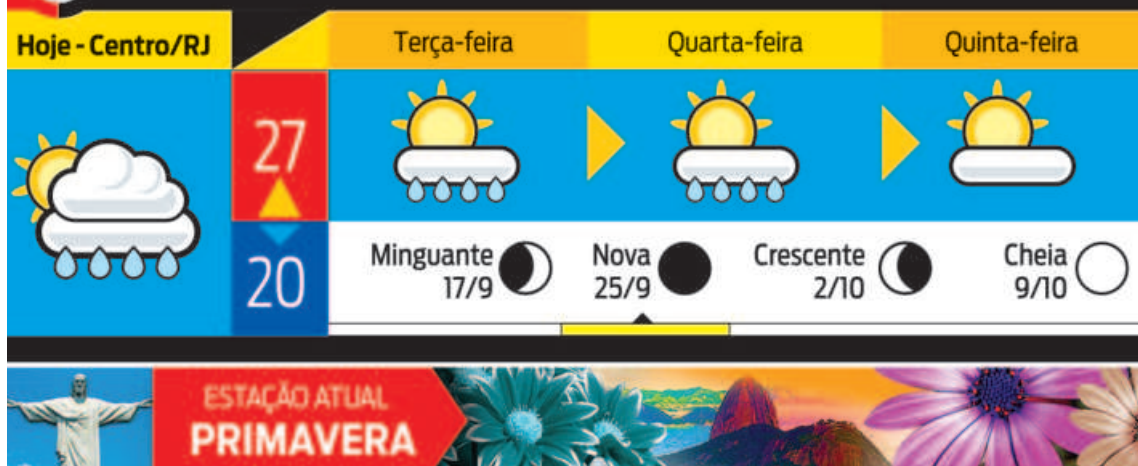 Hoje - Centro/RJ
Terça-feira
Quarta-feira
Quinta-feira
27
20
Minguante
17/9
Nova
25/9
Crescente
2/10
Cheia
9/10
ESTAÇÃO ATUAL
PRIMAVERA